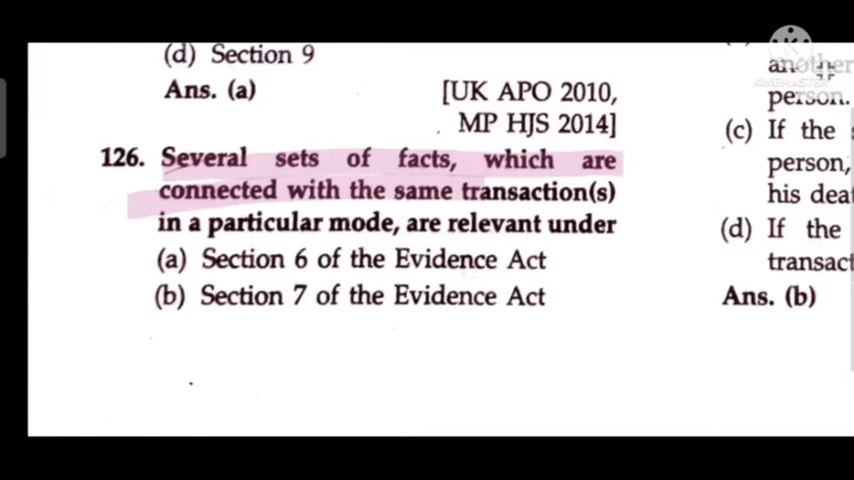 (d) Section 9
Ans. (a)
[UK APO 2010,
MP HJS 2014]
126. Several sets of facts, which are
connected with the same transaction(s)
in a particular mode, are relevant under
(a) Section 6 of the Evidence Act
(b) Section 7 of the Evidence Act
another
person.
(c) If the
person,
his deat
(d) If the
transact
Ans. (b)
K
KINEMASTER